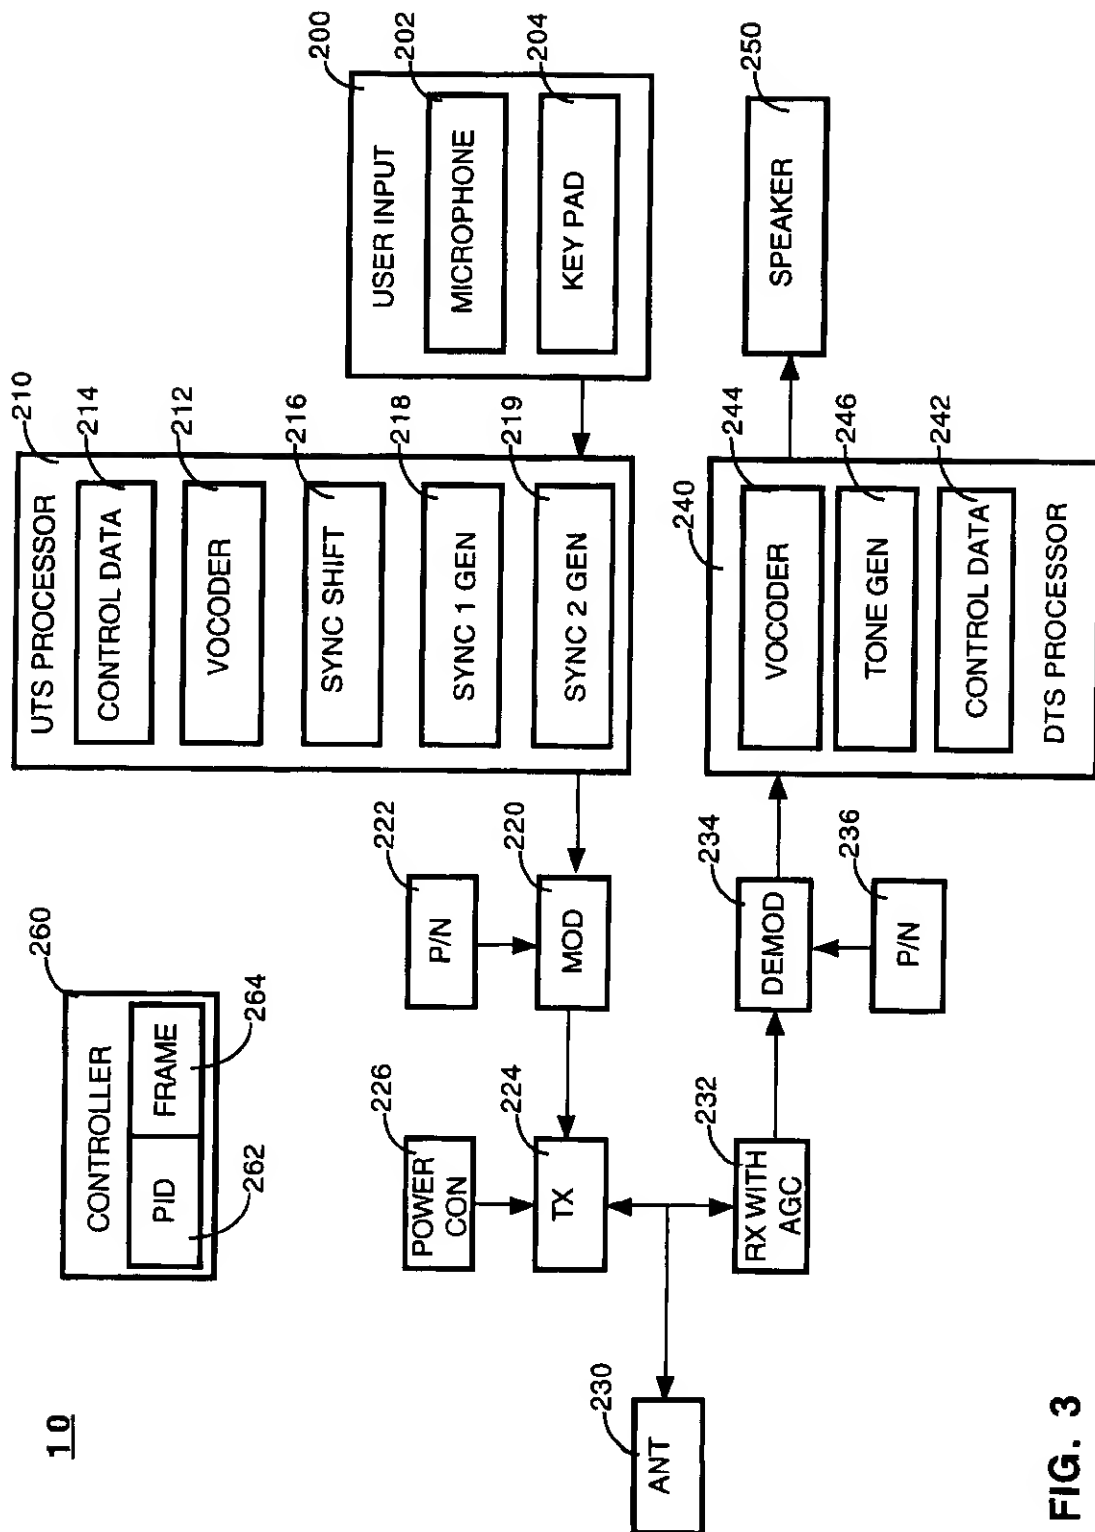 10
CONTROLLER
260
PID
FRAME
262
264
UTS PROCESSOR
210
CONTROL DATA
214
VOCODER
212
SYNC SHIFT
216
SYNC 1 GEN
218
SYNC 2 GEN
219
USER INPUT
200
MICROPHONE
202
KEY PAD
204
POWER
CON
226
P/N
222
TX
224
MOD
220
ANT
230
RX WITH
AGC
232
DEMOD
234
P/N
236
240
VOCODER
244
TONE GEN
246
CONTROL DATA
242
DTS PROCESSOR
SPEAKER
250
FIG. 3